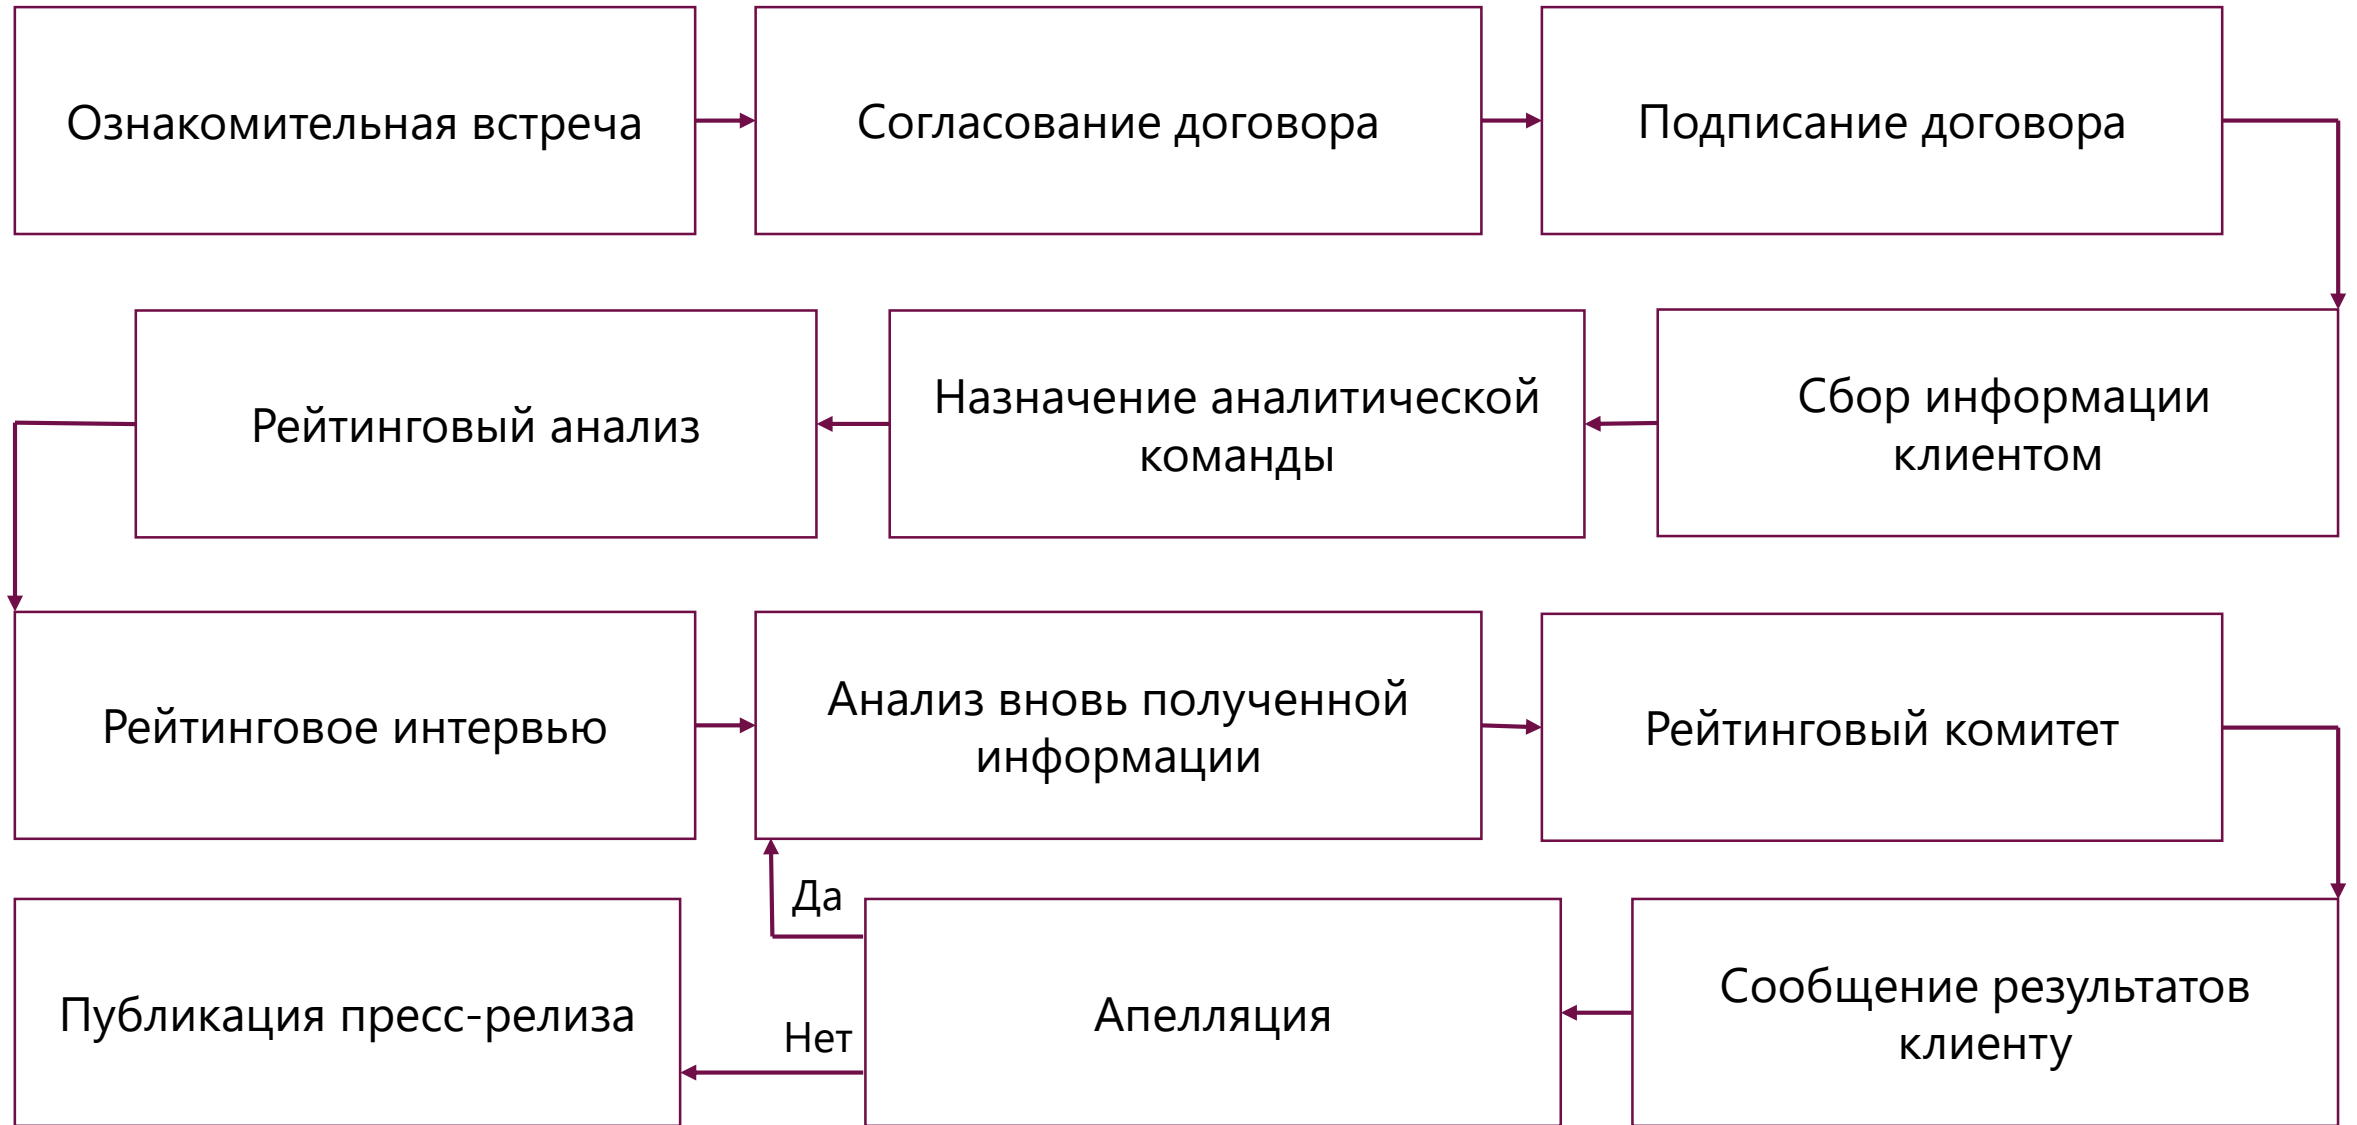 Ознакомительная встреча
Согласование договора
Подписание договора
Сбор информации
клиентом
Назначение аналитической
команды
Рейтинговый анализ
Рейтинговое интервью
Анализ вновь полученной
информации
Рейтинговый комитет
Сообщение результатов
клиенту
Апелляция
Да
Нет
Публикация пресс-релиза